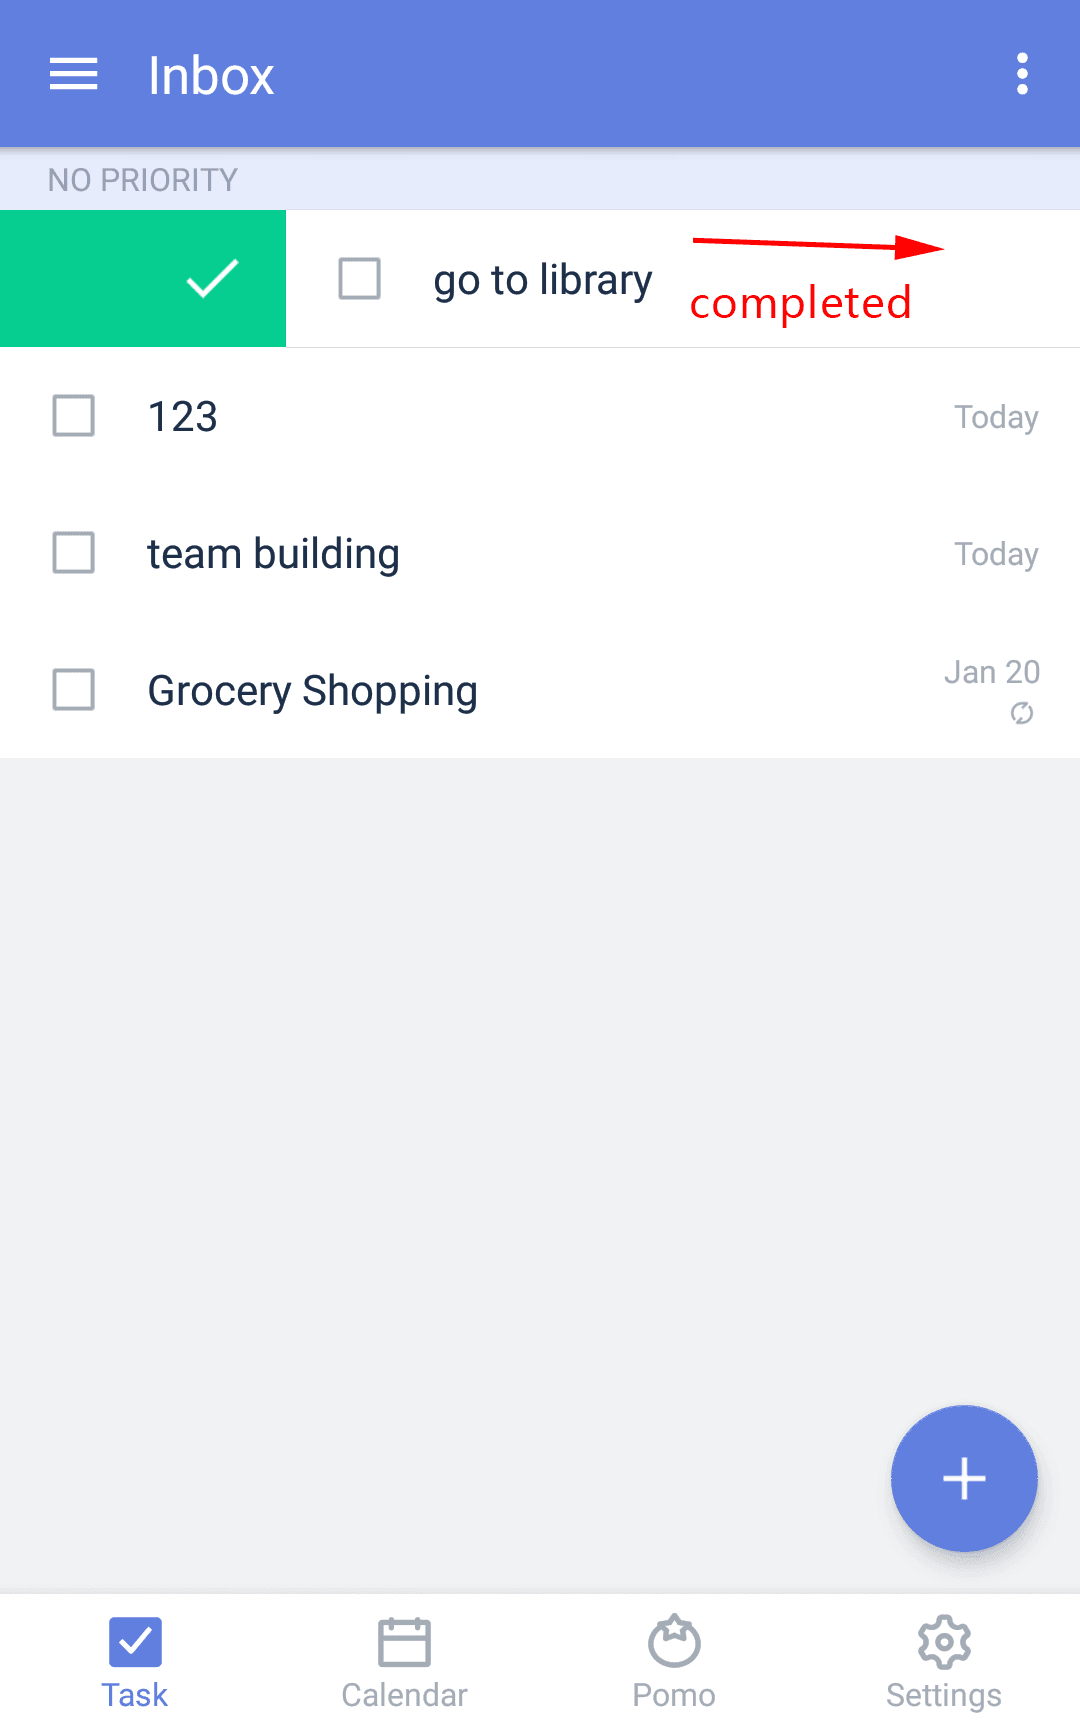 Inbox
NO PRIORITY
go to library
completed
123
Today
team building
Today
Grocery Shopping
Jan 20
Task
Calendar
Pomo
Settings